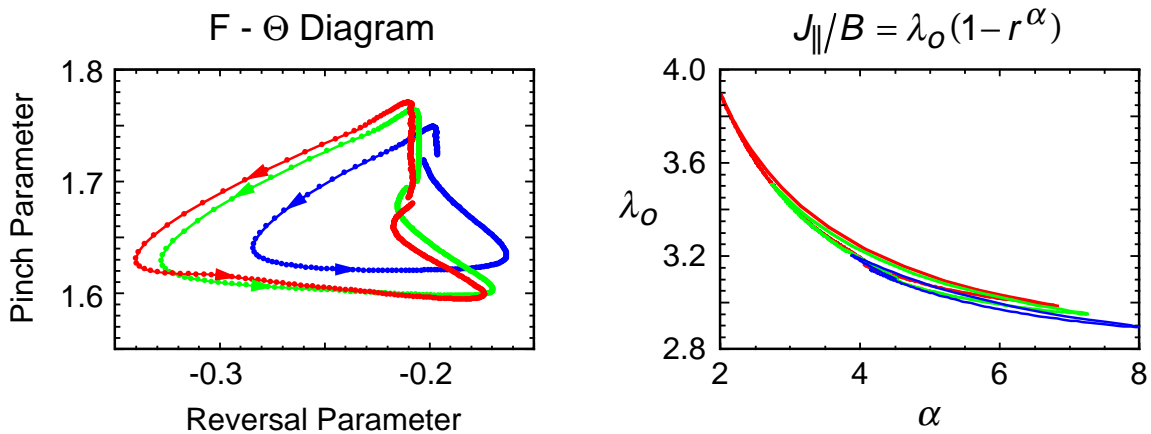 F - Θ Diagram
Pinch Parameter
1.8
1.7
1.6
-0.3
-0.2
Reversal Parameter
J∥/B = λo(1− r^α)
λo
4.0
3.6
3.2
2.8
2
4
6
8
α